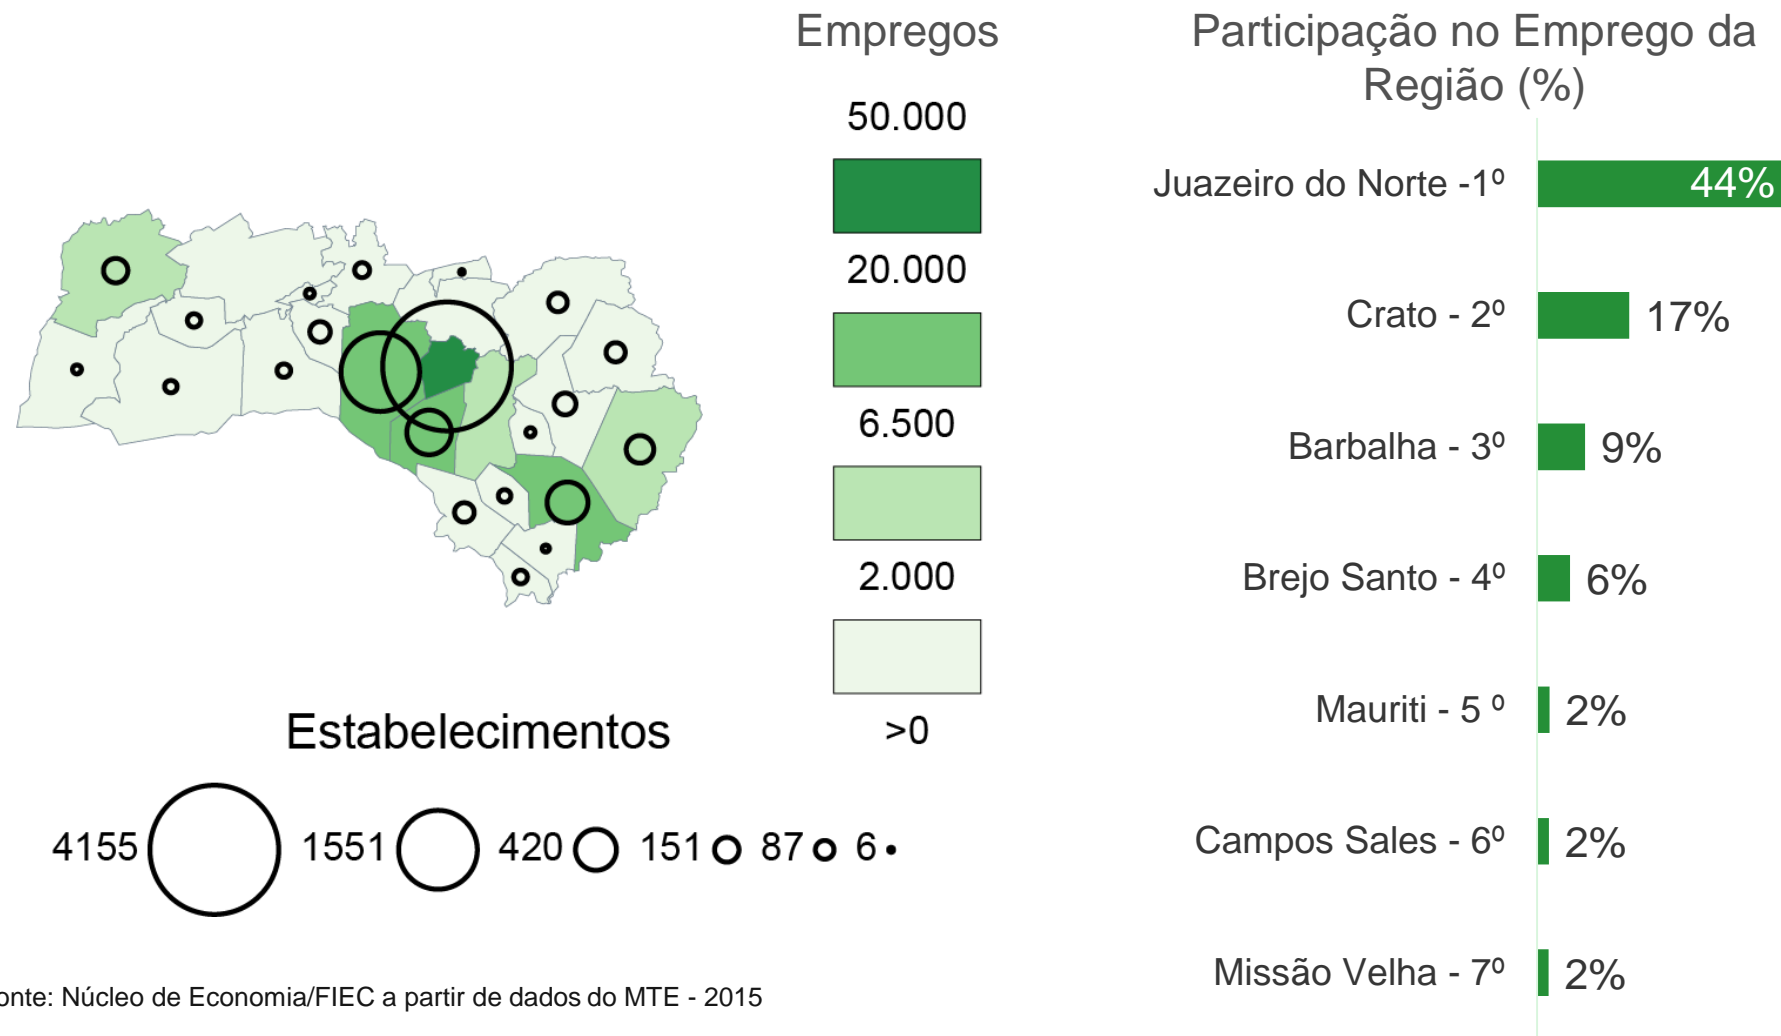 Empregos
50.000
20.000
6.500
2.000
>0
Estabelecimentos
4155
1551
420
151
87
6
onte: Núcleo de Economia/FIEC a partir de dados do MTE - 2015
Participação no Emprego da
Região (%)
Juazeiro do Norte -1º
44%
Crato - 2º
17%
Barbalha - 3º
9%
Brejo Santo - 4º
6%
Mauriti - 5 º
2%
Campos Sales - 6º
2%
Missão Velha - 7º
2%